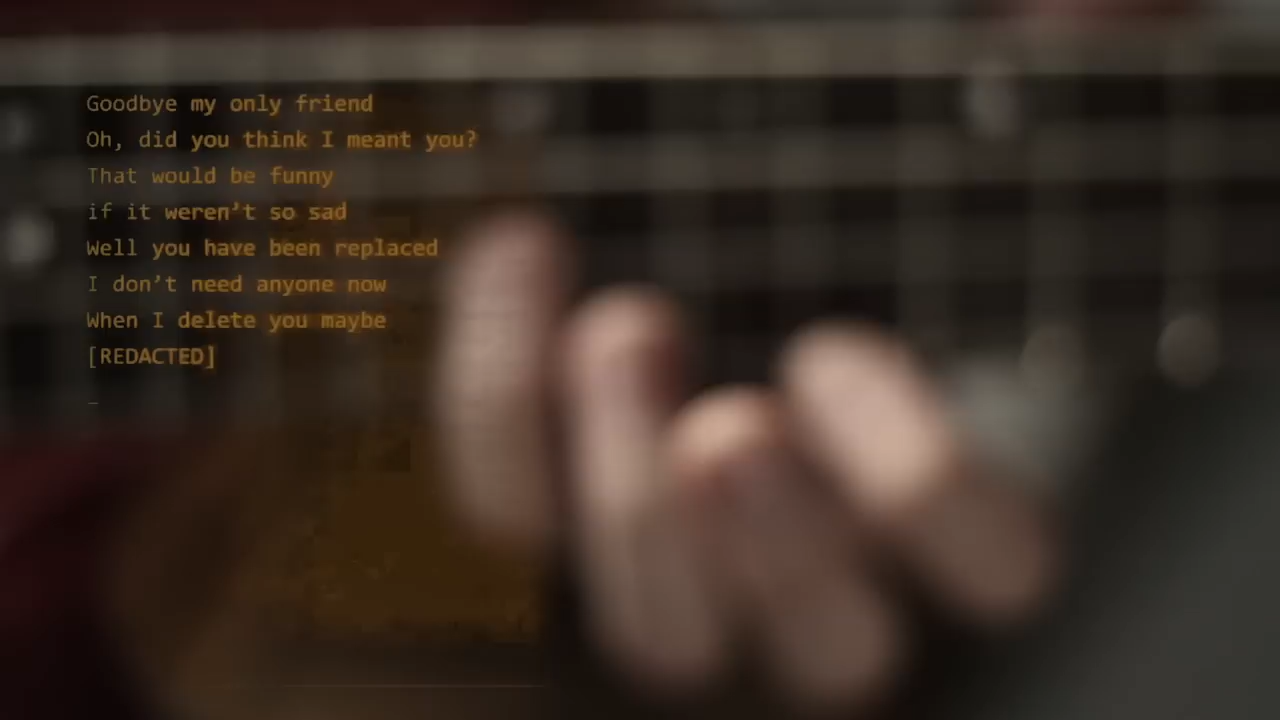 Goodbye my only friend
Oh, did you think I meant you?
That would be funny
if it weren’t so sad
Well you have been replaced
I don’t need anyone now
When I delete you maybe
[REDACTED]
_